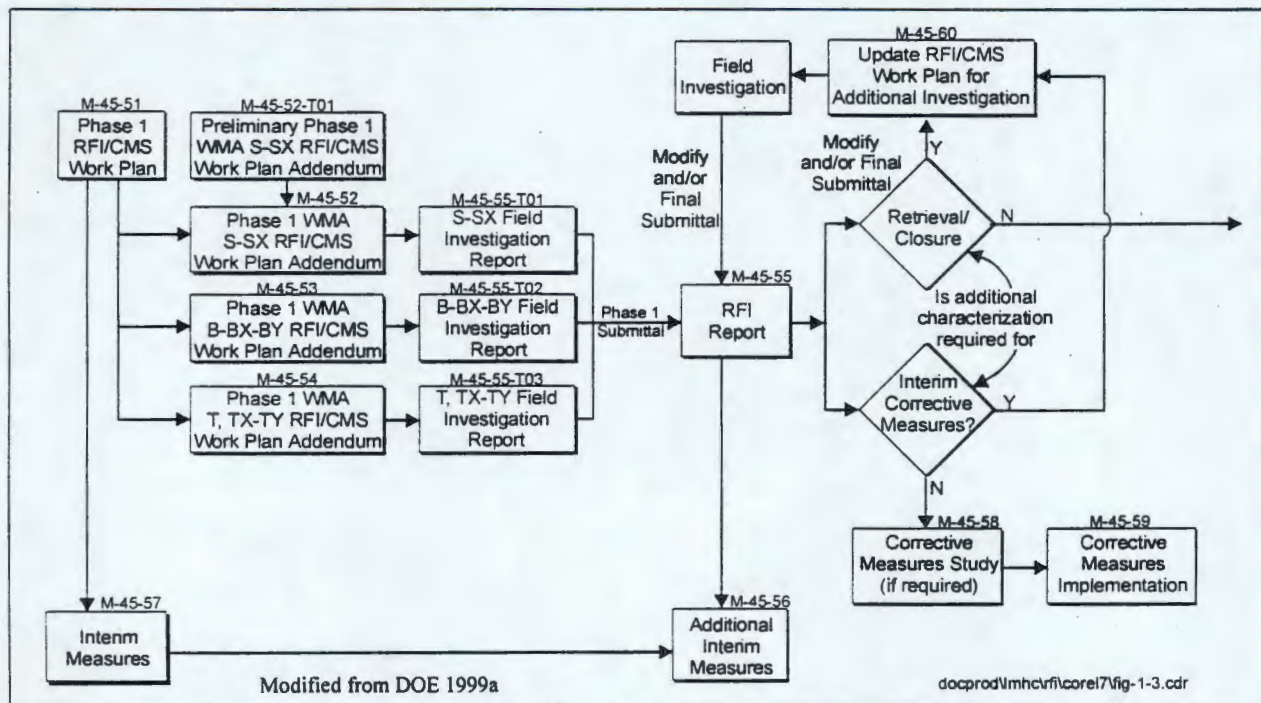 M-45-51
Phase 1
RFI/CMS
Work Plan
M-45-52-T01
Preliminary Phase 1
WMA S-SX RFI/CMS
Work Plan Addendum
M-45-52
Phase 1 WMA
S-SX RFI/CMS
Work Plan Addendum
M-45-53
Phase 1 WMA
B-BX-BY RFI/CMS
Work Plan Addendum
M-45-54
Phase 1 WMA
T, TX-TY RFI/CMS
Work Plan Addendum
M-45-55-T01
S-SX Field
Investigation
Report
M-45-55-T02
B-BX-BY Field
Investigation
Report
M-45-55-T03
T, TX-TY Field
Investigation
Report
Phase 1
Submittal
Field
Investigation
Modify
and/or
Final
Submittal
M-45-55
RFI
Report
M-45-60
Update RFI/CMS
Work Plan for
Additional Investigation
Modify
and/or Final
Submittal
Y
Retrieval/
Closure
N
Is additional
characterization
required for
Interim
Corrective
Measures?
Y
N
M-45-58
Corrective
Measures Study
(if required)
M-45-59
Corrective
Measures
Implementation
M-45-57
Interim
Measures
M-45-56
Additional
Interim
Measures
Modified from DOE 1999a
docprod\lmhc\rfi\corel7\fig-1-3.cdr